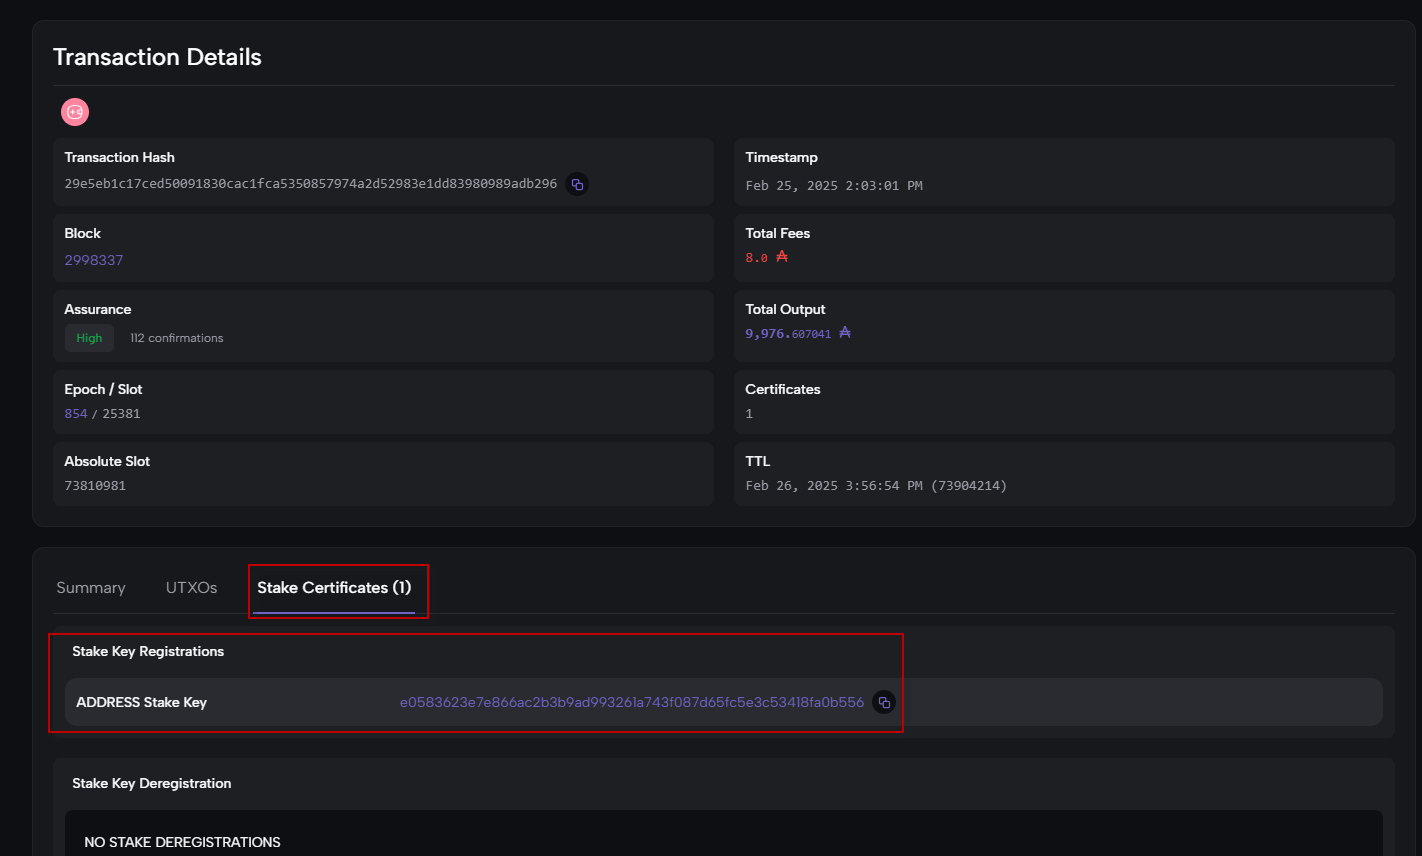 Transaction Details
Transaction Hash
29e5eb1c17ced50091830cac1fca5350857974a2d52983e1dd83980989adb296
Timestamp
Feb 25, 2025 2:03:01 PM
Block
2998337
Total Fees
8.0 ₳
Assurance
High 112 confirmations
Total Output
9,976.607041 ₳
Epoch / Slot
854 / 25381
Certificates
1
Absolute Slot
73810981
TTL
Feb 26, 2025 3:56:54 PM (73904214)
Summary UTXOs Stake Certificates (1)
Stake Key Registrations
ADDRESS Stake Key e0583623e7e866ac2b3b9ad993261a743f087d65fc5e3c53418fa0b556
Stake Key Deregistration
NO STAKE DEREGISTRATIONS